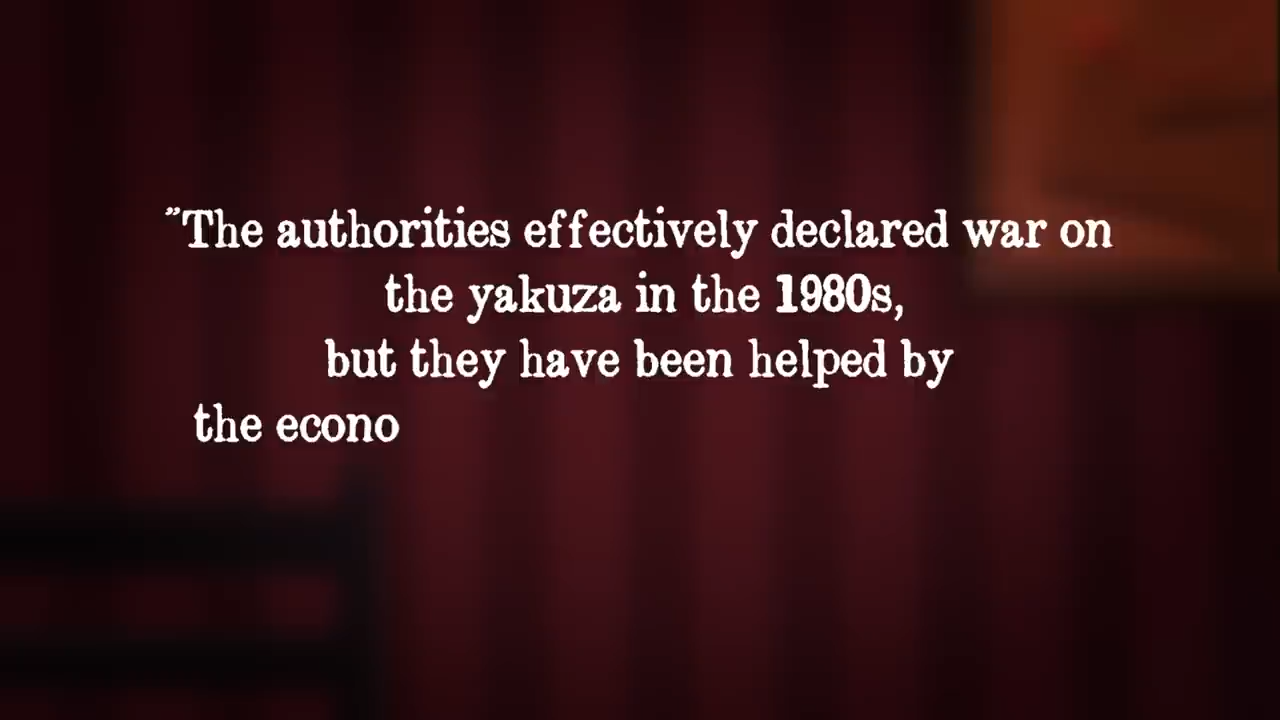 "The authorities effectively declared war on
the yakuza in the 1980s,
but they have been helped by
the econo